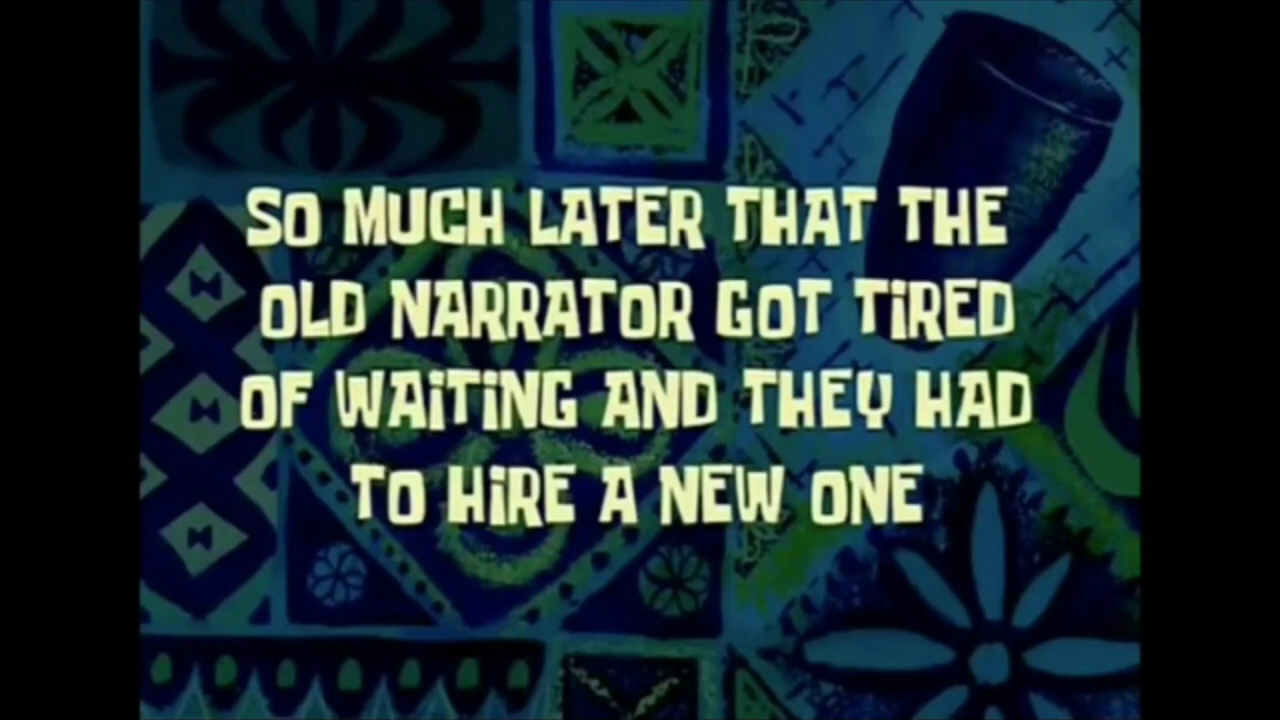 SO MUCH LATER THAT THE
OLD NARRATOR GOT TiRED
OF WAiTiNG AND THEY HAD
TO HiRE A NEW ONE